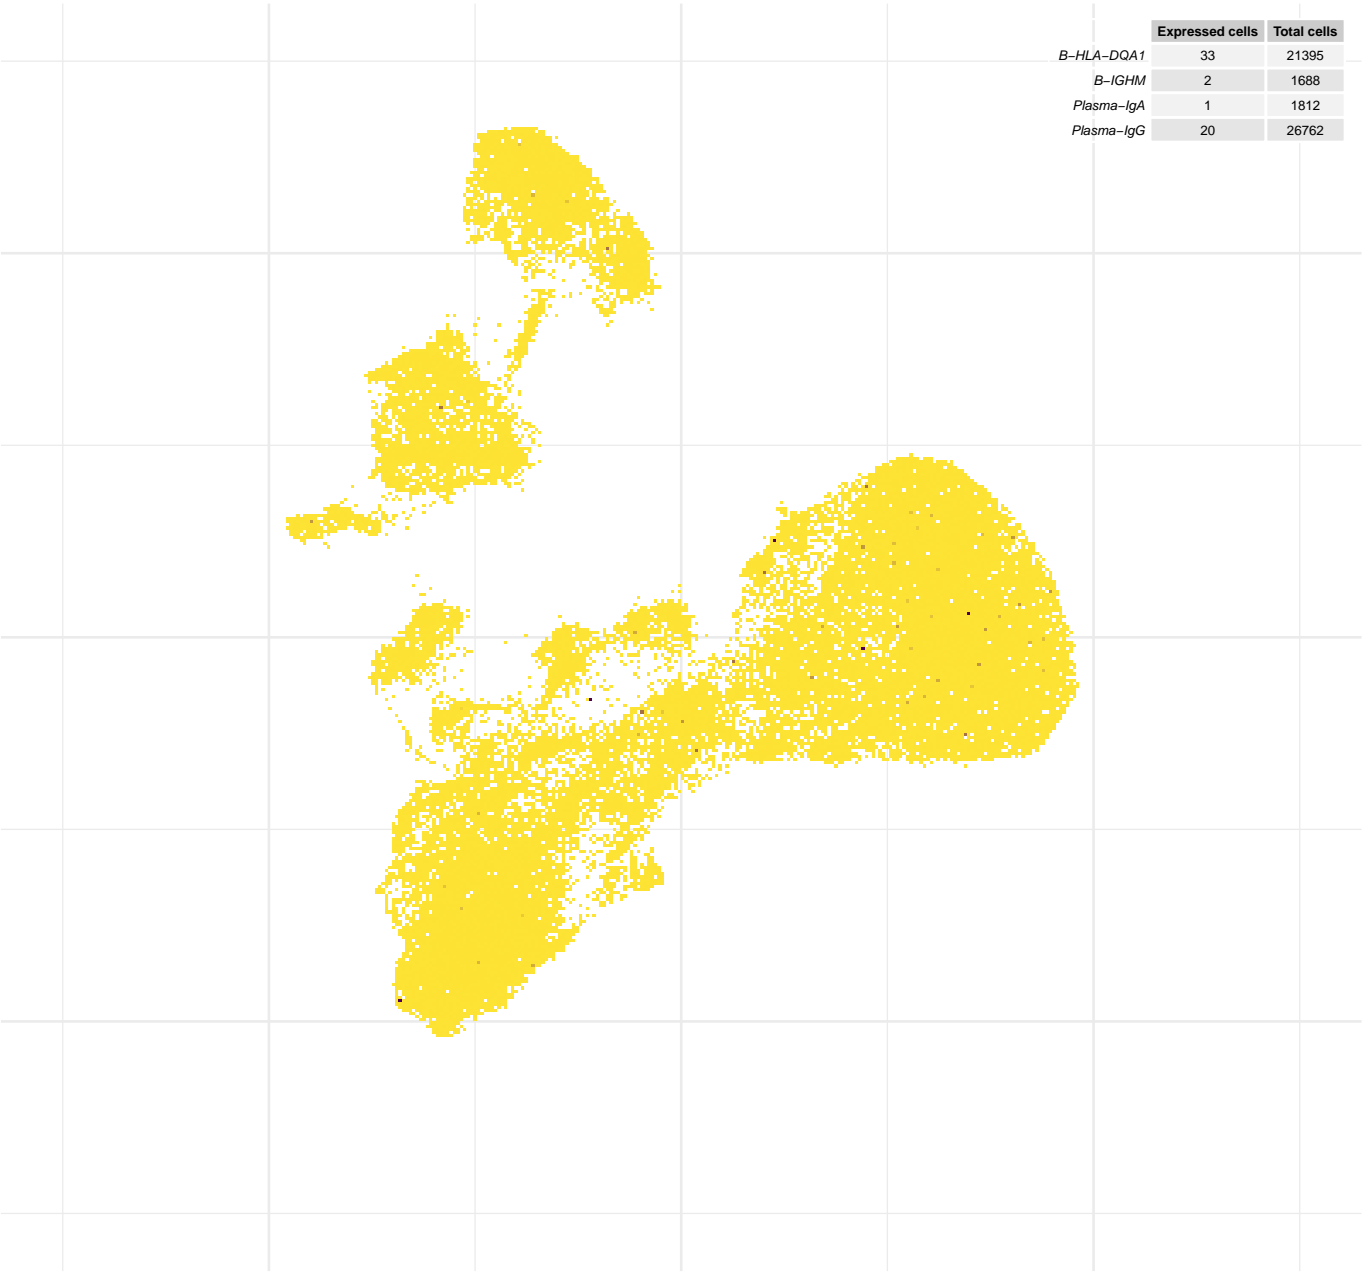 Expressed cells Total cells
B−HLA−DQA1 33 21395
B−IGHM 2 1688
Plasma−IgA 1 1812
Plasma−IgG 20 26762